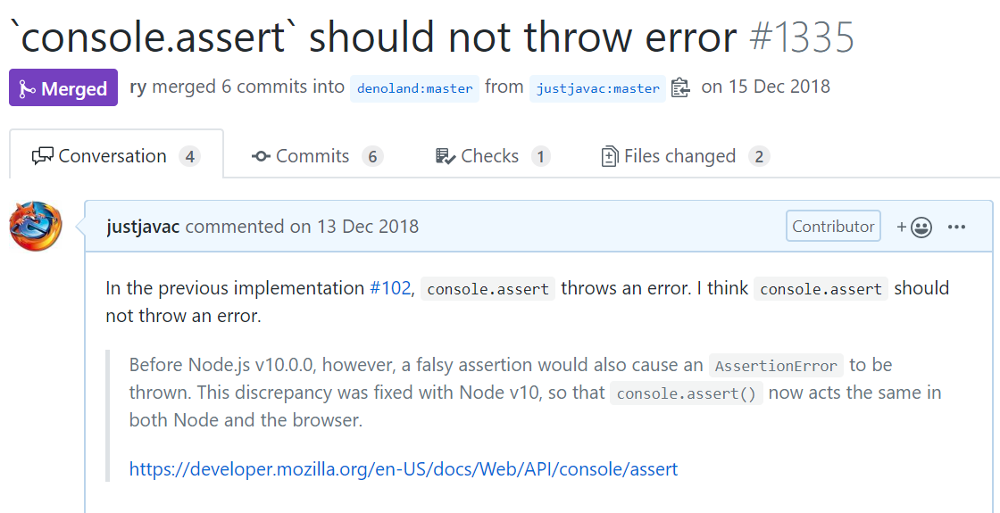 `console.assert` should not throw error #1335
Merged ry merged 6 commits into denoland:master from justjavac:master on 15 Dec 2018
Conversation 4 Commits 6 Checks 1 Files changed 2
justjavac commented on 13 Dec 2018 Contributor + ...
In the previous implementation #102, console.assert throws an error. I think console.assert should
not throw an error.
Before Node.js v10.0.0, however, a falsy assertion would also cause an AssertionError to be
thrown. This discrepancy was fixed with Node v10, so that console.assert() now acts the same in
both Node and the browser.
https://developer.mozilla.org/en-US/docs/Web/API/console/assert